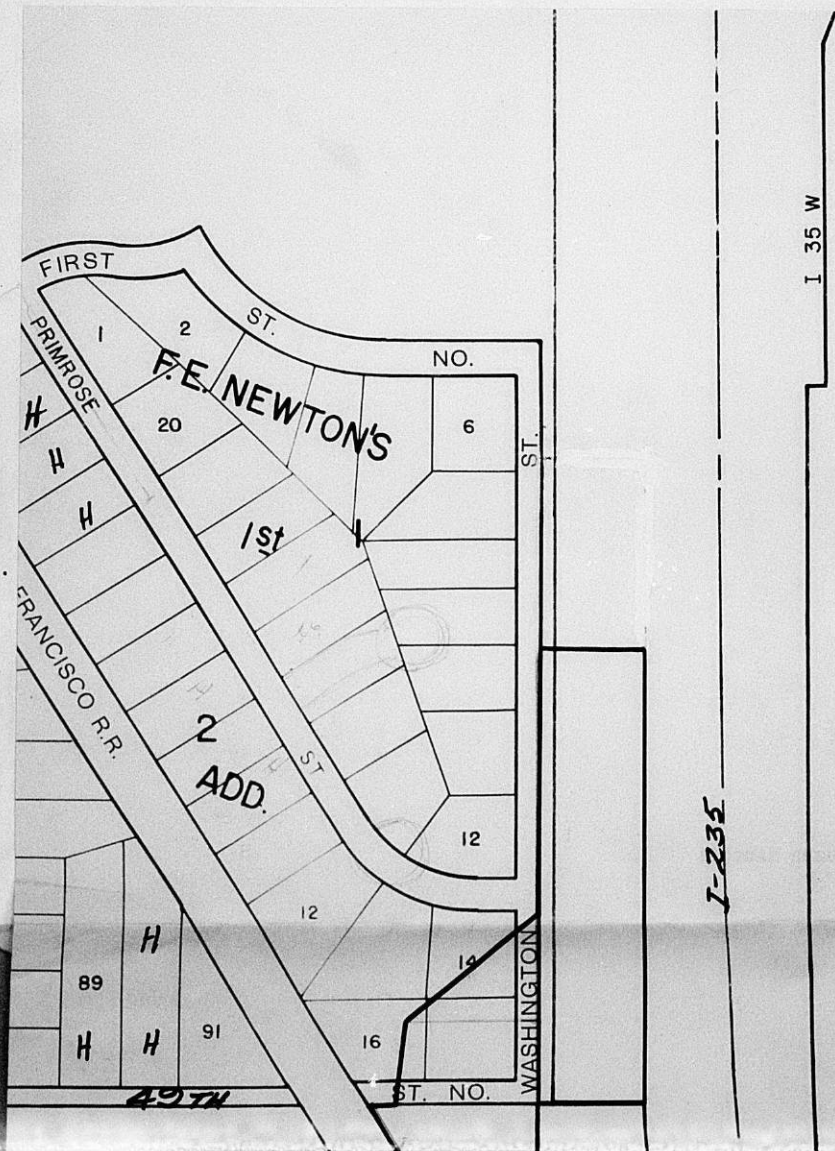 I 35 W
FIRST
ST.
NO.
PRIMROSE
1
2
F. E. NEWTON'S
6
ST.
20
H
H
H
1st
1
FRANCISCO R.R.
2
ADD.
ST
I-235
12
12
H
14
WASHINGTON
89
H
H
91
16
49TH
ST. NO.